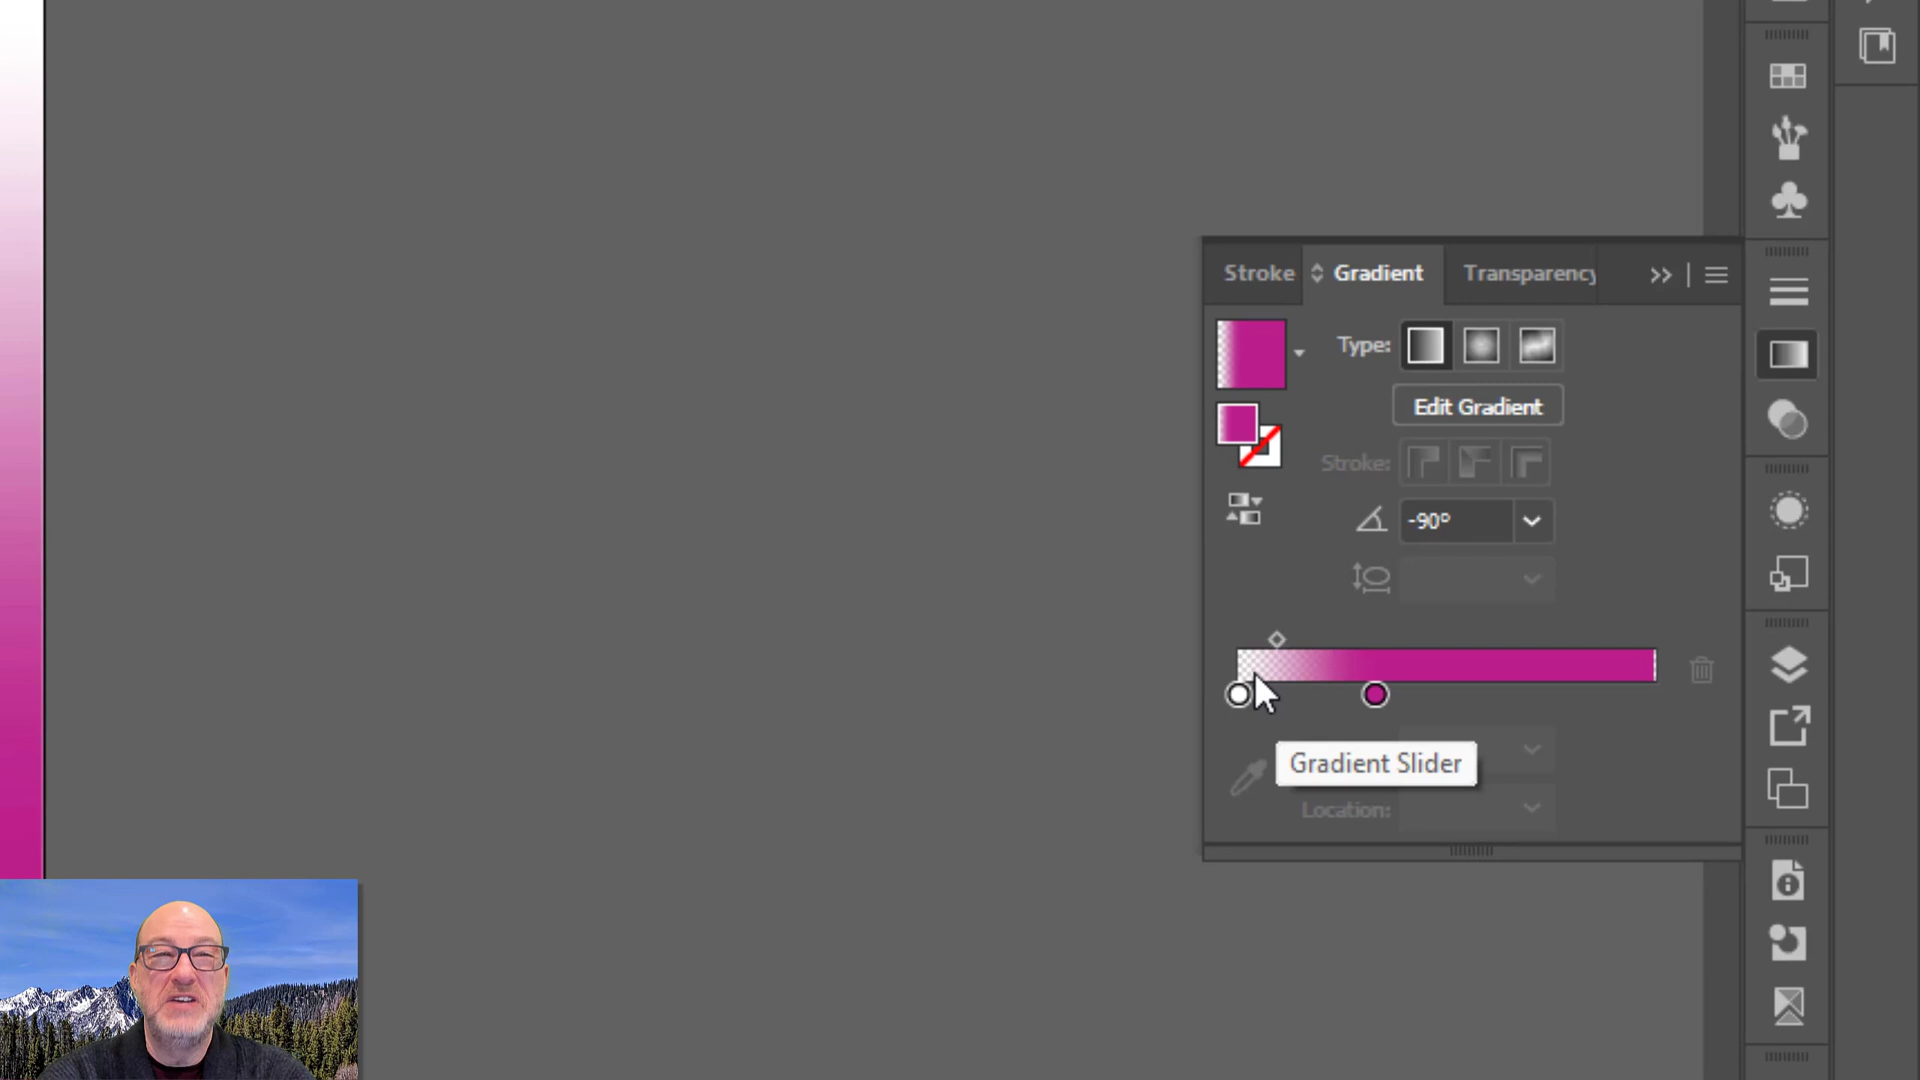 Stroke Gradient Transparency
Type:
Edit Gradient
Stroke:
-90°
Gradient Slider
Location: